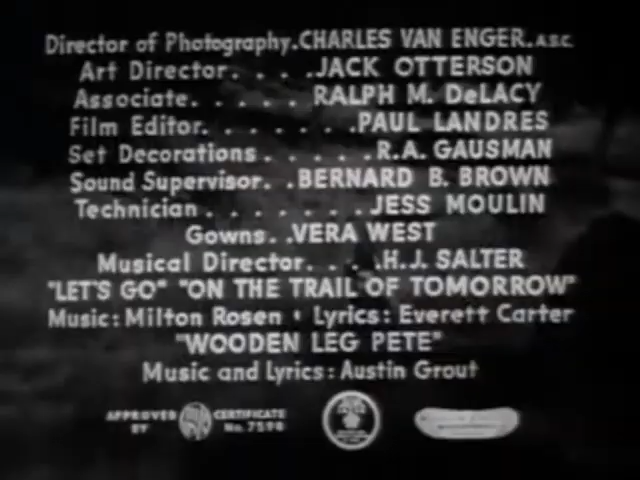 Director of Photography.CHARLES VAN ENGER.A.S.C.
Art Director. . . .JACK OTTERSON
Associate. . . . . RALPH M. DeLACY
Film Editor. . . . . . .PAUL LANDRES
Set Decorations . . . . .R.A. GAUSMAN
Sound Supervisor. . .BERNARD B. BROWN
Technician . . . . . . . JESS MOULIN
Gowns. .VERA WEST
Musical Director. . . .H.J. SALTER
"LET'S GO" "ON THE TRAIL OF TOMORROW"
Music: Milton Rosen · Lyrics: Everett Carter
"WOODEN LEG PETE"
Music and Lyrics: Austin Grout
APPROVED CERTIFICATE
BY No. 7598